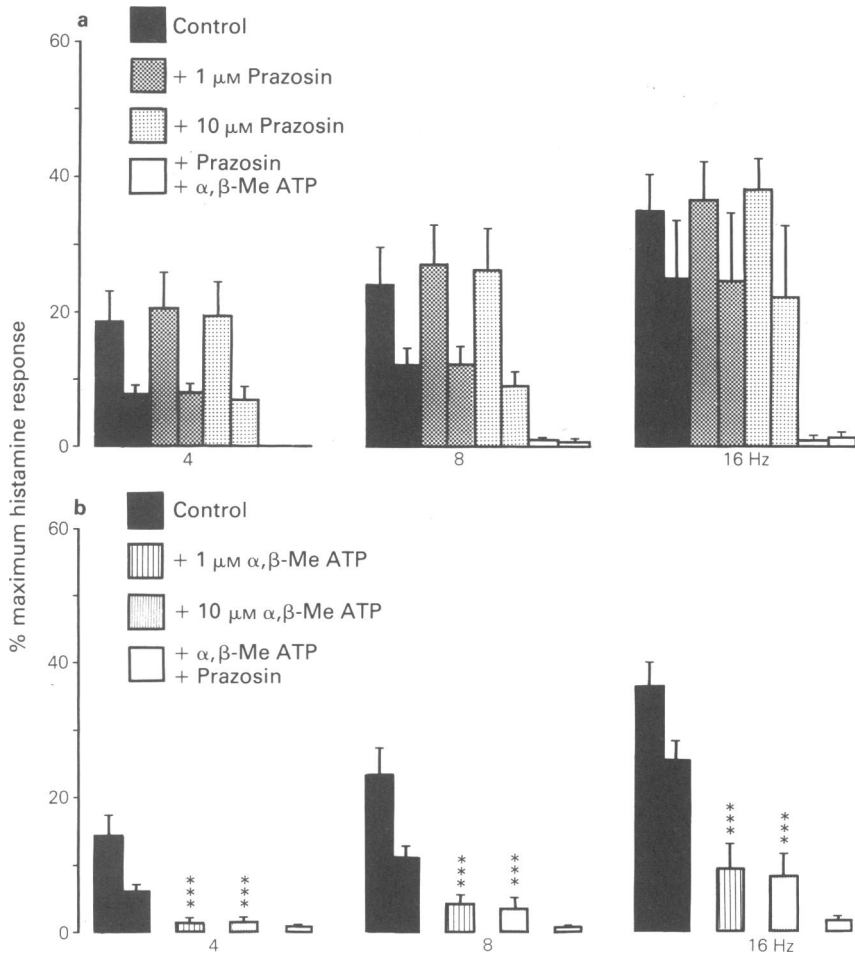 a
Control
+ 1 μM Prazosin
+ 10 μM Prazosin
+ Prazosin
+ α,β-Me ATP
60
40
20
0
4
8
16 Hz
% maximum histamine response
b
Control
+ 1 μM α,β-Me ATP
+ 10 μM α,β-Me ATP
+ α,β-Me ATP
+ Prazosin
60
40
20
0
***
***
***
***
***
***
4
8
16 Hz